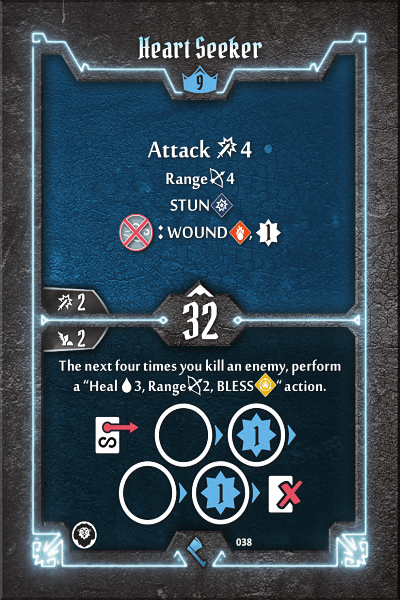 Heart Seeker
9
Attack 4
Range 4
STUN
: WOUND , 1
2
32
2
The next four times you kill an enemy, perform
a “Heal 3, Range 2, BLESS “ action.
S 1
1
038